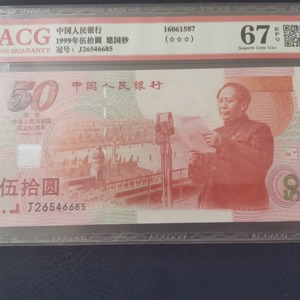 ACG
中国人民银行
1999年伍拾圆 建国钞
冠号: J26546685
16061587
(☆☆☆)
67
EPQ
Superb Gem Unc
中国人民银行
50
伍拾圆
J26546685